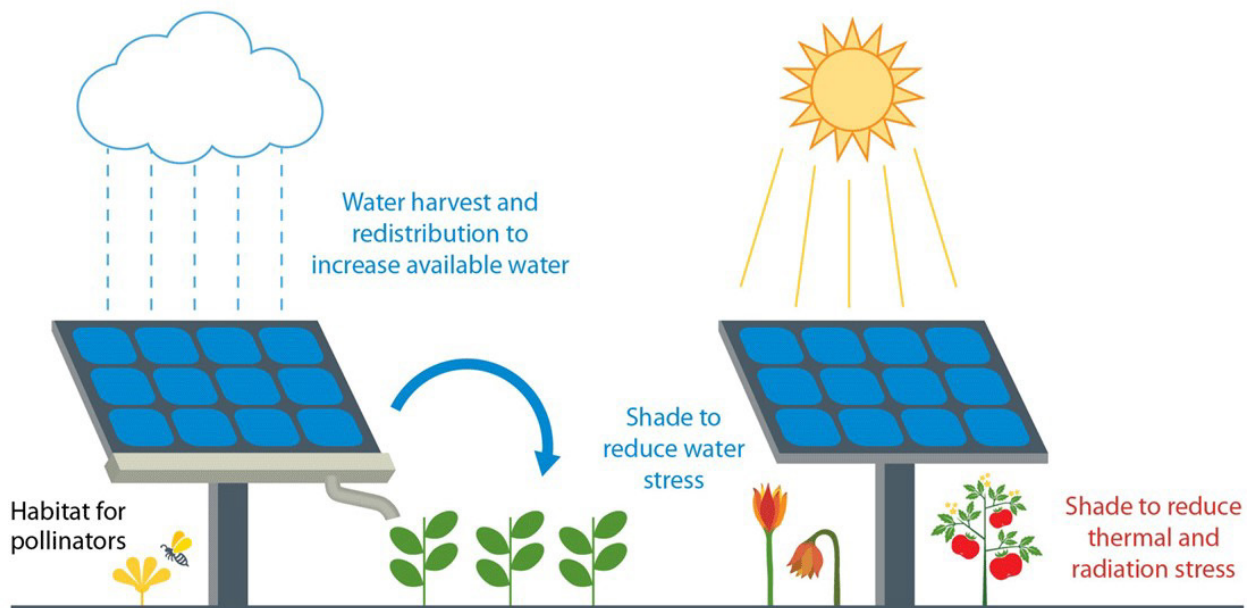 Water harvest and
redistribution to
increase available water
Shade to
reduce water
stress
Habitat for
pollinators
Shade to reduce
thermal and
radiation stress